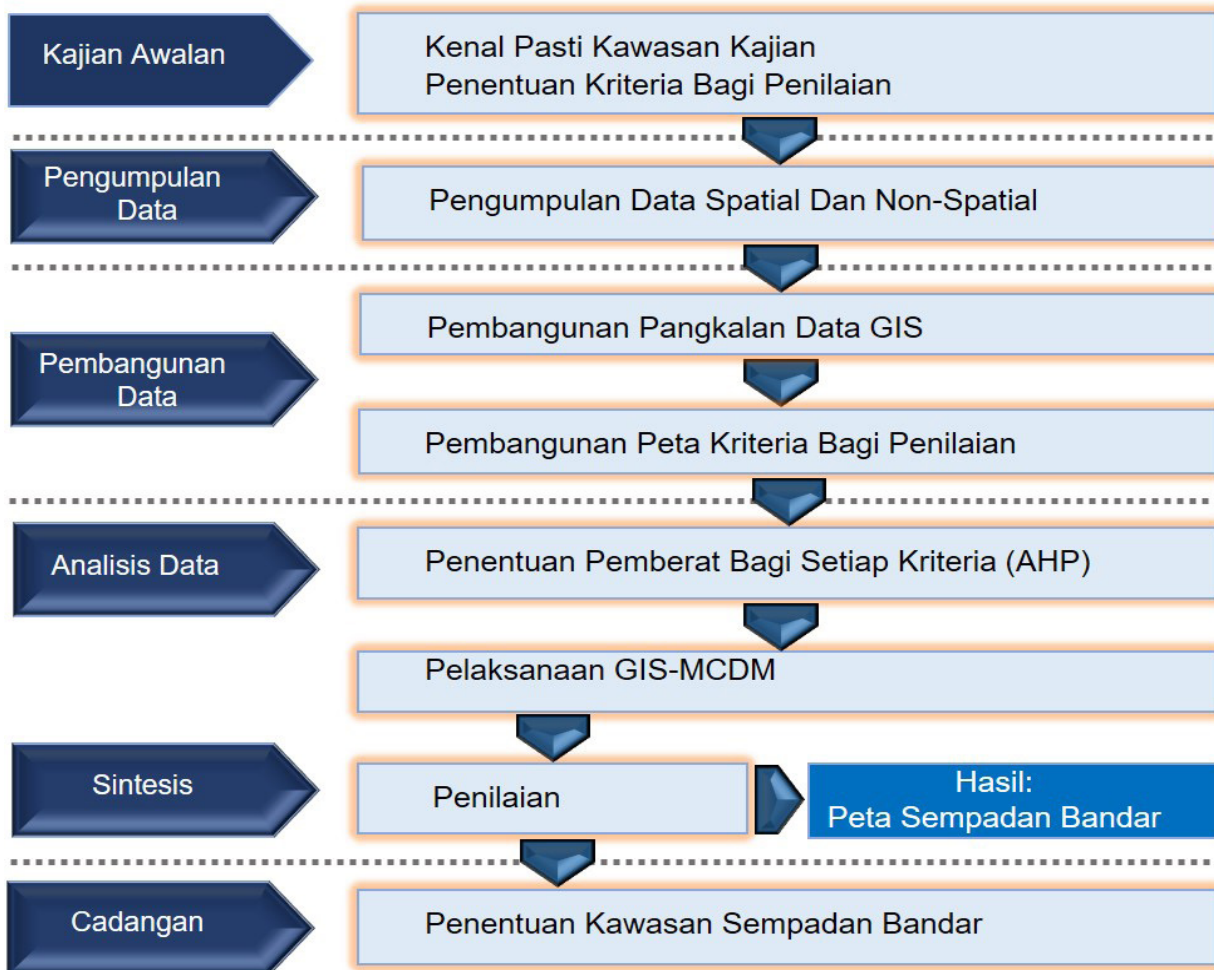 Kajian Awalan
Kenal Pasti Kawasan Kajian
Penentuan Kriteria Bagi Penilaian
Pengumpulan
Data
Pengumpulan Data Spatial Dan Non-Spatial
Pembangunan
Data
Pembangunan Pangkalan Data GIS
Pembangunan Peta Kriteria Bagi Penilaian
Analisis Data
Penentuan Pemberat Bagi Setiap Kriteria (AHP)
Pelaksanaan GIS-MCDM
Sintesis
Penilaian
Hasil:
Peta Sempadan Bandar
Cadangan
Penentuan Kawasan Sempadan Bandar